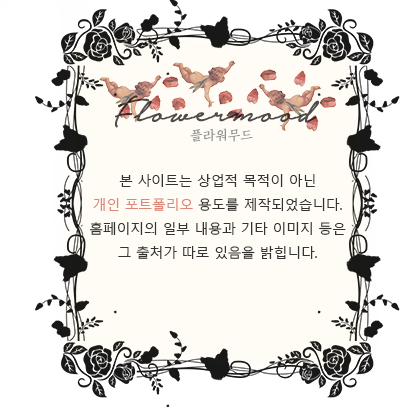 Flowermood
플라워무드
본 사이트는 상업적 목적이 아닌
개인 포트폴리오 용도를 제작되었습니다.
홈페이지의 일부 내용과 기타 이미지 등은
그 출처가 따로 있음을 밝힙니다.